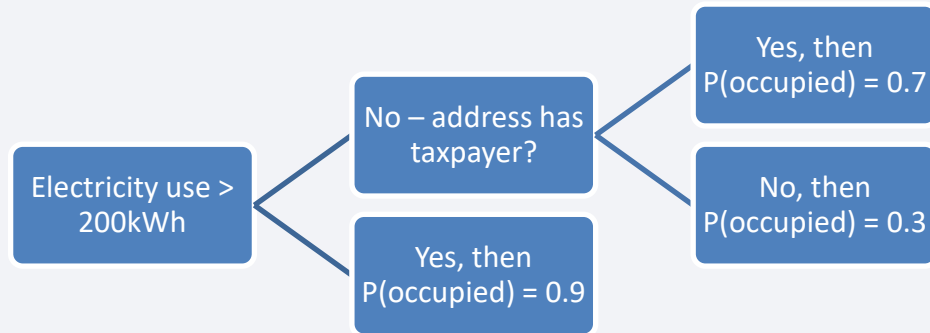 Electricity use >
200kWh
No – address has
taxpayer?
Yes, then
P(occupied) = 0.9
Yes, then
P(occupied) = 0.7
No, then
P(occupied) = 0.3